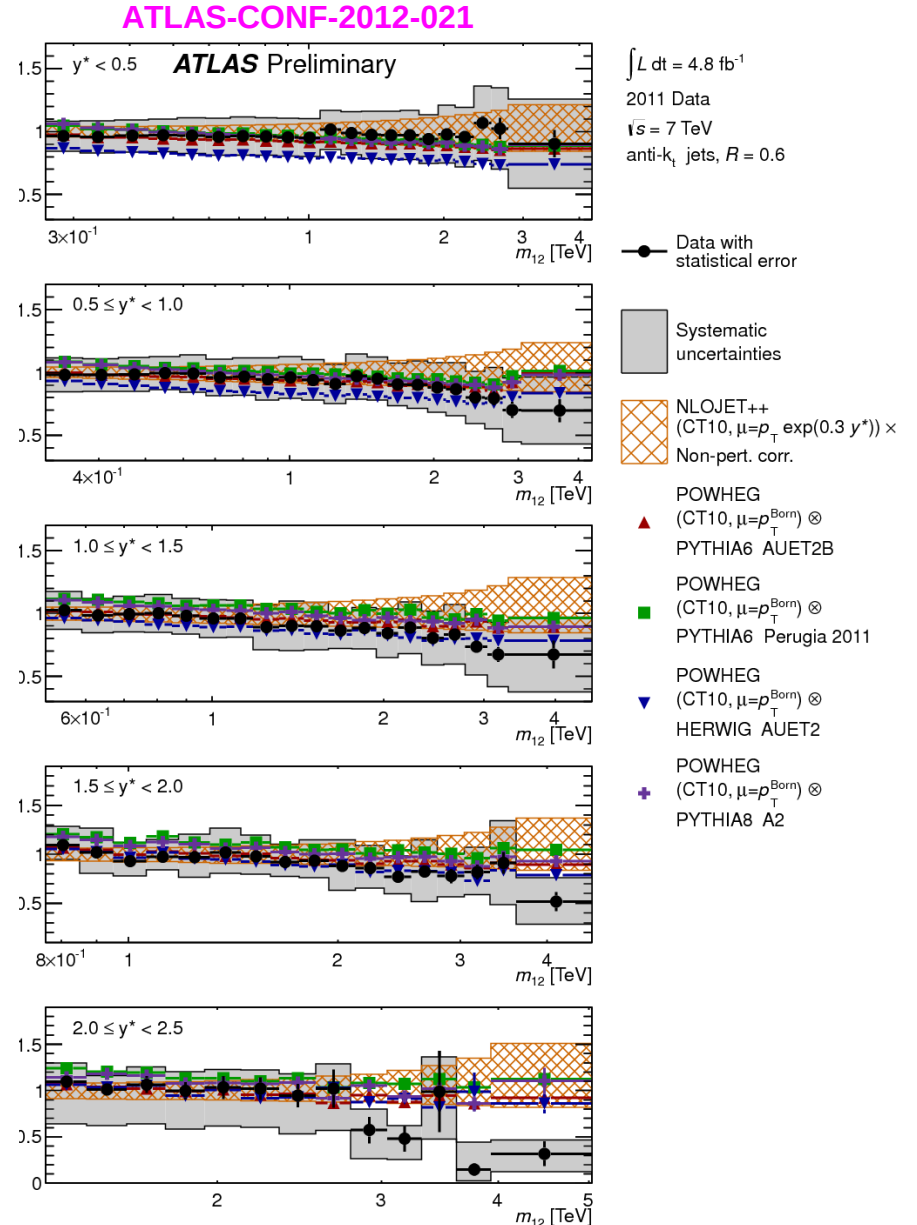 ATLAS-CONF-2012-021
y* < 0.5
ATLAS Preliminary
1.5
1
0.5
3×10⁻¹
1
2
3
4
m₁₂ [TeV]
∫L dt = 4.8 fb⁻¹
2011 Data
√s = 7 TeV
anti-kₜ jets, R = 0.6
0.5 ≤ y* < 1.0
1.5
1
0.5
4×10⁻¹
1
2
3
4
m₁₂ [TeV]
1.0 ≤ y* < 1.5
1.5
1
0.5
6×10⁻¹
1
2
3
4
m₁₂ [TeV]
1.5 ≤ y* < 2.0
1.5
1
0.5
8×10⁻¹
1
2
3
4
m₁₂ [TeV]
2.0 ≤ y* < 2.5
1.5
1
0.5
0
2
3
4
5
m₁₂ [TeV]
Data with
statistical error
Systematic
uncertainties
NLOJET++
(CT10, μ=p_T exp(0.3 y*)) ×
Non-pert. corr.
POWHEG
(CT10, μ=p_T^Born) ⊗
PYTHIA6 AUET2B
POWHEG
(CT10, μ=p_T^Born) ⊗
PYTHIA6 Perugia 2011
POWHEG
(CT10, μ=p_T^Born) ⊗
HERWIG AUET2
POWHEG
(CT10, μ=p_T^Born) ⊗
PYTHIA8 A2